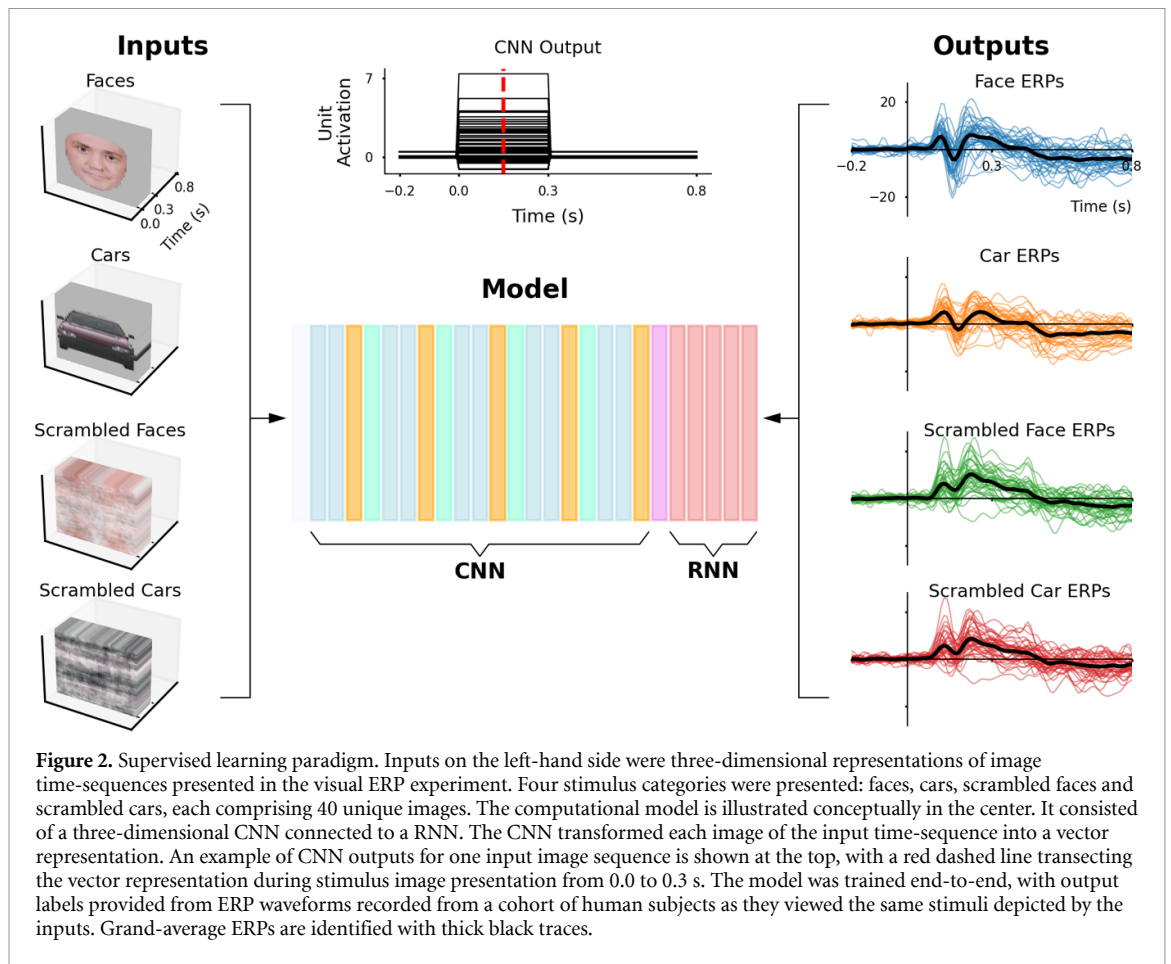 Inputs
Faces
0.8
0.3
0.0
Time (s)
Cars
Scrambled Faces
Scrambled Cars
CNN Output
Unit
Activation
7
0
−0.2
0.0
0.3
0.8
Time (s)
Model
CNN
RNN
Outputs
Face ERPs
20
−0.2
0.3
0.8
−20
Time (s)
Car ERPs
Scrambled Face ERPs
Scrambled Car ERPs
Figure 2. Supervised learning paradigm. Inputs on the left-hand side were three-dimensional representations of image
time-sequences presented in the visual ERP experiment. Four stimulus categories were presented: faces, cars, scrambled faces and
scrambled cars, each comprising 40 unique images. The computational model is illustrated conceptually in the center. It consisted
of a three-dimensional CNN connected to a RNN. The CNN transformed each image of the input time-sequence into a vector
representation. An example of CNN outputs for one input image sequence is shown at the top, with a red dashed line transecting
the vector representation during stimulus image presentation from 0.0 to 0.3 s. The model was trained end-to-end, with output
labels provided from ERP waveforms recorded from a cohort of human subjects as they viewed the same stimuli depicted by the
inputs. Grand-average ERPs are identified with thick black traces.